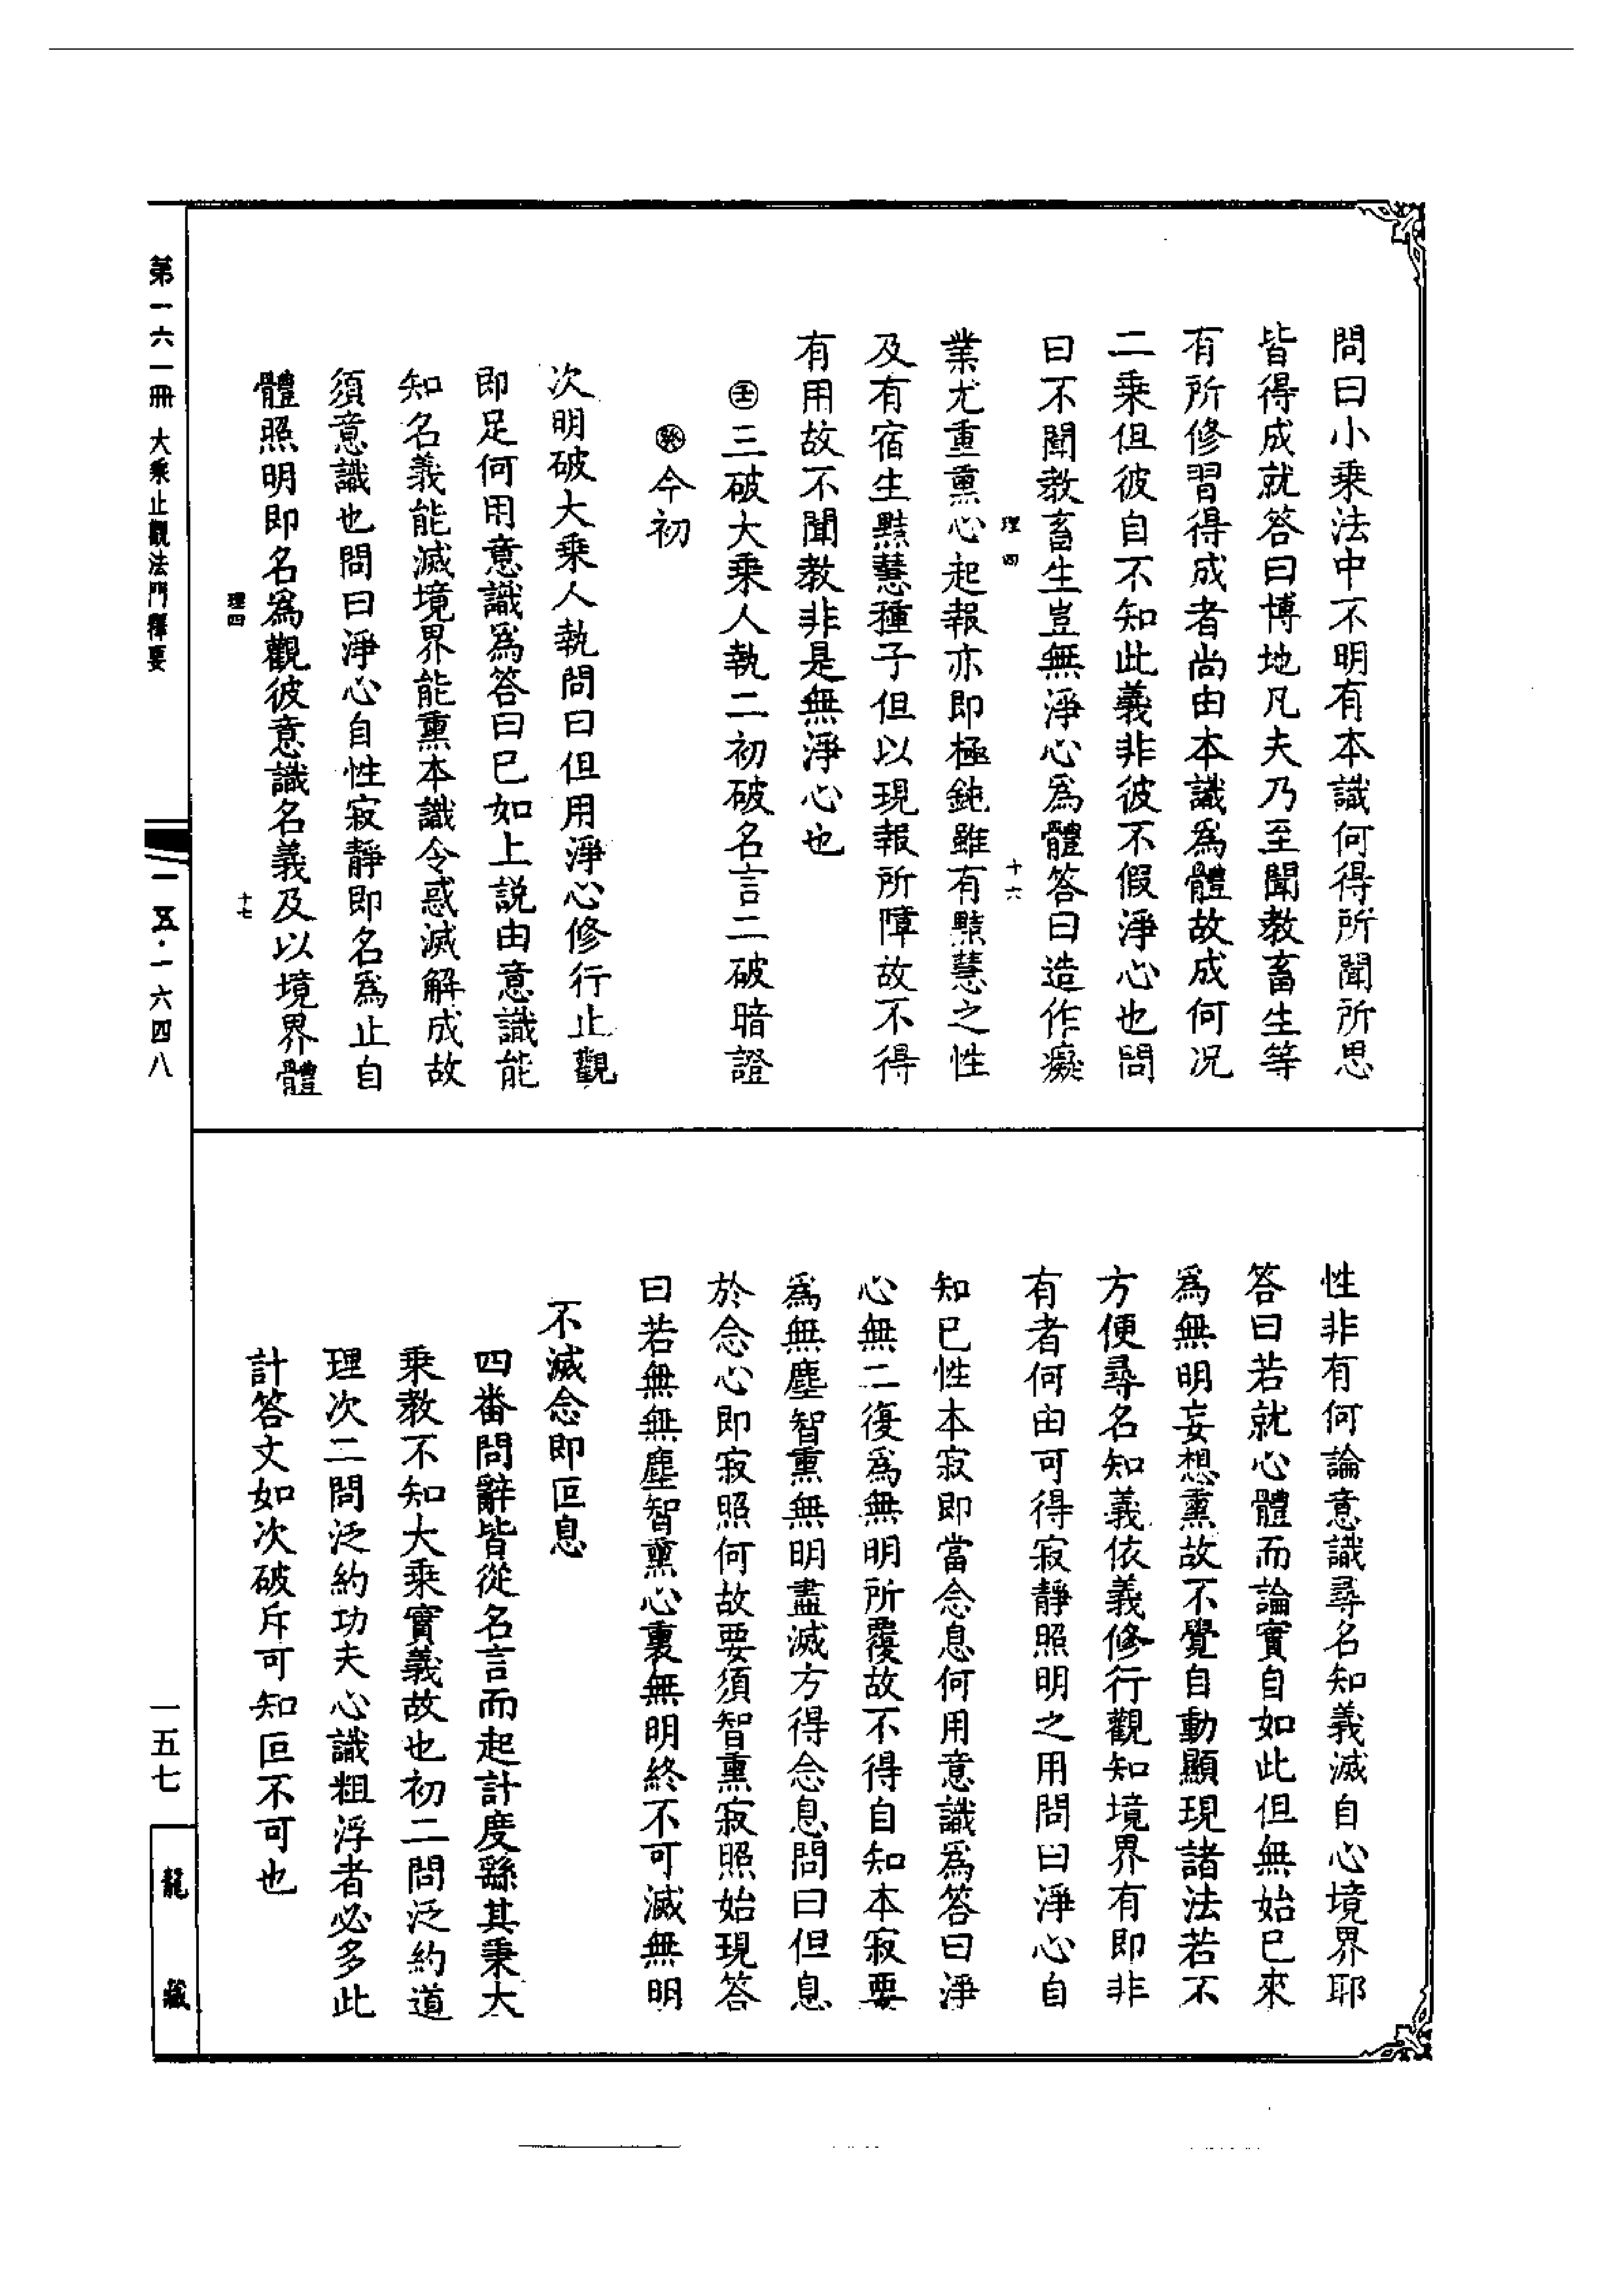 問曰小乘法中不明有本識何得所聞所思
皆得成就答曰博地凡夫乃至聞教畜生等
有所修習得成者尚由本識爲體故成何況
二乘但彼自不知此義非彼不假淨心也問
曰不聞教畜生豈無淨心爲體答曰造作癡
理四
十六
業尤重熏心起報亦即極鈍雖有黠慧之性
及有宿生黠慧種子但以現報所障故不得
有用故不聞教非是無淨心也
㊣三破大乘人執二初破名言二破暗證
今初
次明破大乘人執問曰但用淨心修行止觀
即足何用意識爲答曰已如上說由意識能
知名義能滅境界能熏本識令惑滅解成故
須意識也問曰淨心自性寂靜即名爲止自
體照明即名爲觀彼意識名義及以境界體
理四
十七
性非有何論意識尋名知義滅自心境界耶
答曰若就心體而論實自如此但無始已來
爲無明妄想熏故不覺自動顯現諸法若不
方便尋名知義依義修行觀知境界有即非
有者何由可得寂靜照明之用問曰淨心自
知已性本寂即當念息何用意識爲答曰淨
心無二復爲無明所覆故不得自知本寂要
爲無塵智熏無明盡滅方得念息問曰但息
於念心即寂照何故要須智熏寂照始現答
曰若無無塵智熏心裏無明終不可滅無明
不滅念即叵息
四番問辭皆從名言而起計度繇其秉大
乘教不知大乘實義故也初二問泛約道
理次二問泛約功夫心識粗浮者必多此
計答文如次破斥可知叵不可也
第一六一冊 大乘止觀法門釋要
一五·一六四八
一五七
龍藏